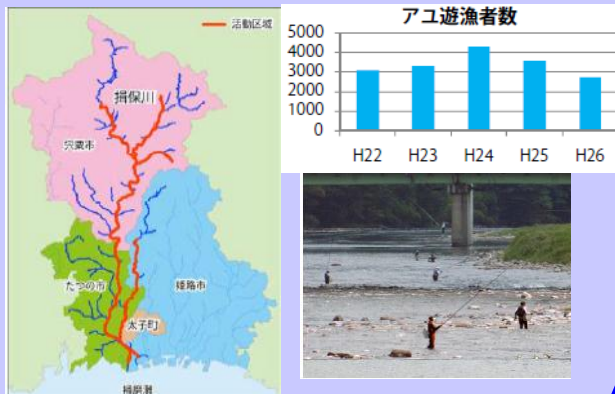 活動区域
揖保川
宍粟市
たつの市
姫路市
太子町
播磨灘
アユ遊漁者数
5000
4000
3000
2000
1000
0
H22 H23 H24 H25 H26